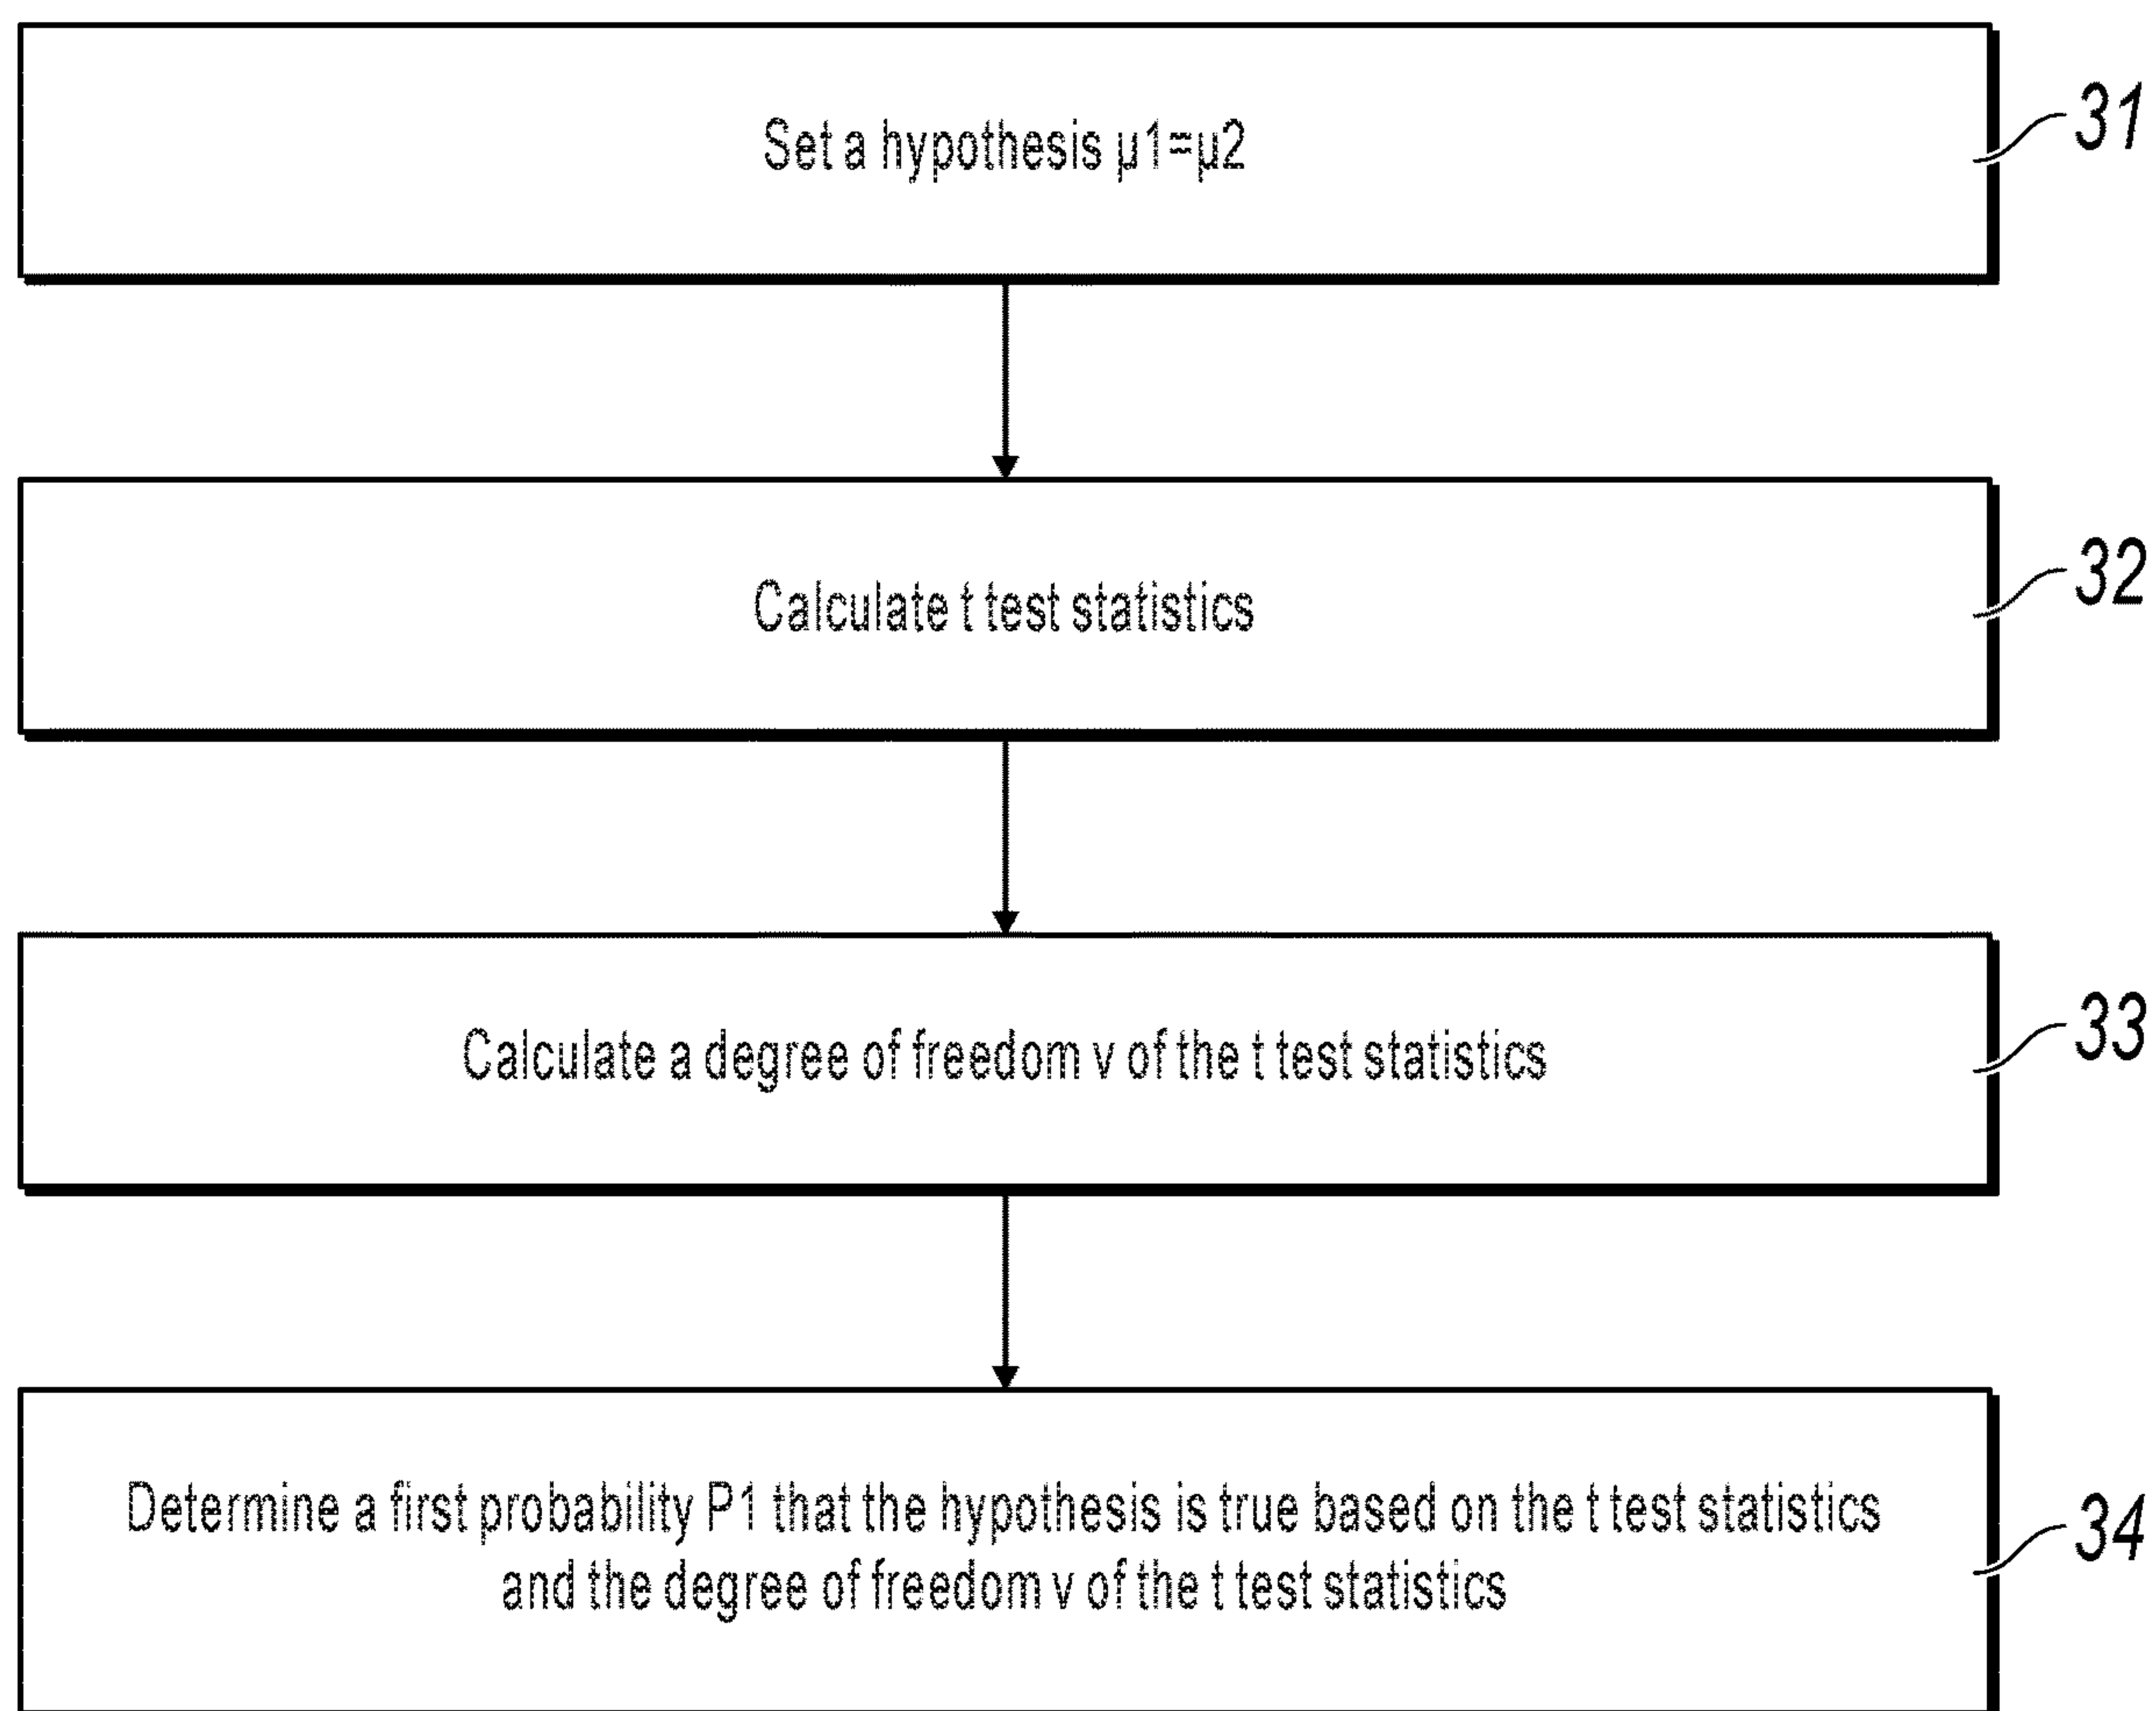 Set a hypothesis μ1=μ2
31
Calculate t test statistics
32
Calculate a degree of freedom v of the t test statistics
33
Determine a first probability P1 that the hypothesis is true based on the t test statistics
and the degree of freedom v of the t test statistics
34